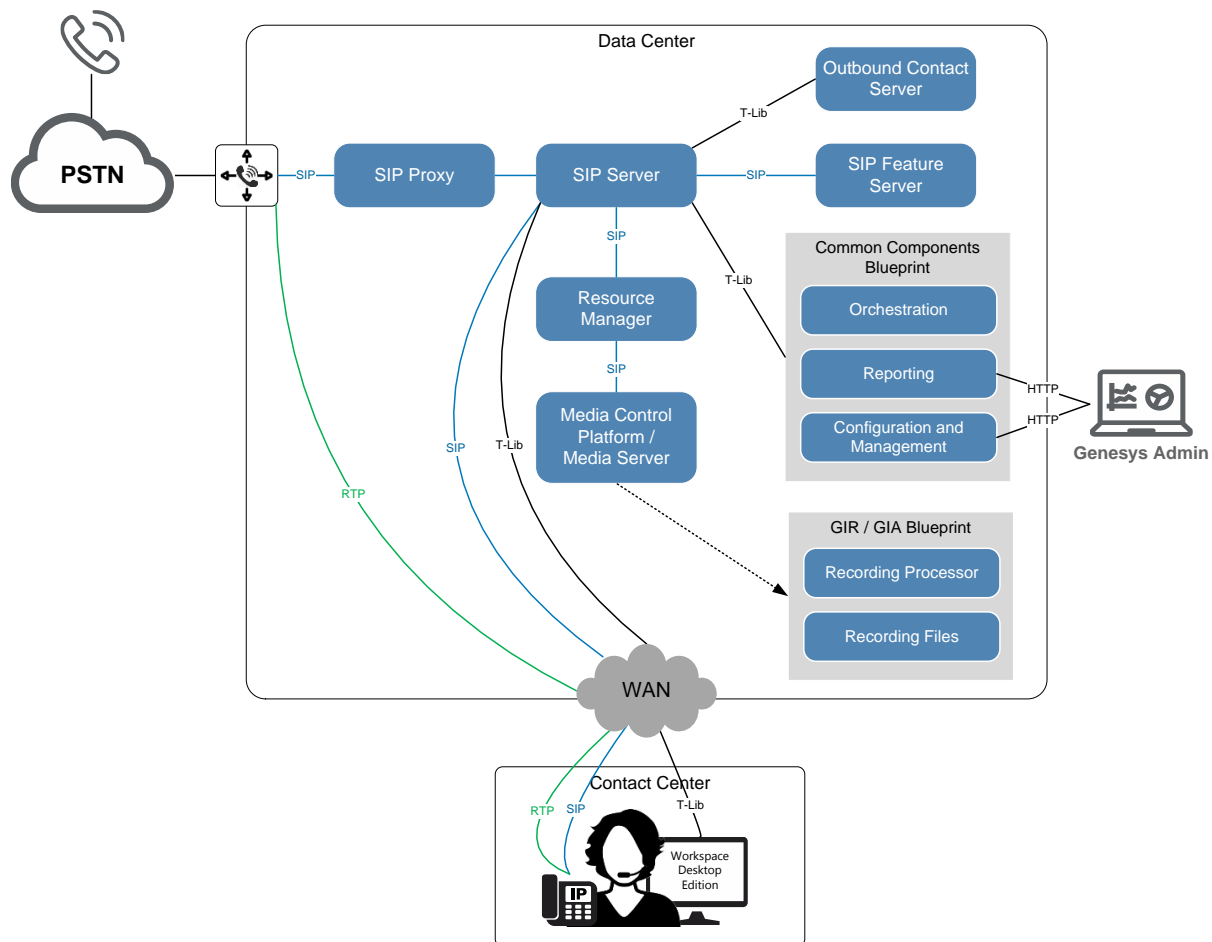 Data Center
Outbound Contact
Server
T-Lib
PSTN
SIP
SIP Proxy
SIP Server
SIP
SIP Feature
Server
SIP
Common Components
Blueprint
T-Lib
Resource
Manager
Orchestration
SIP
Reporting
HTTP
Media Control
Platform /
Media Server
Configuration and
Management
HTTP
Genesys Admin
SIP
T-Lib
RTP
GIR / GIA Blueprint
Recording Processor
Recording Files
WAN
Contact Center
RTP
SIP
T-Lib
Workspace
Desktop
Edition
IP